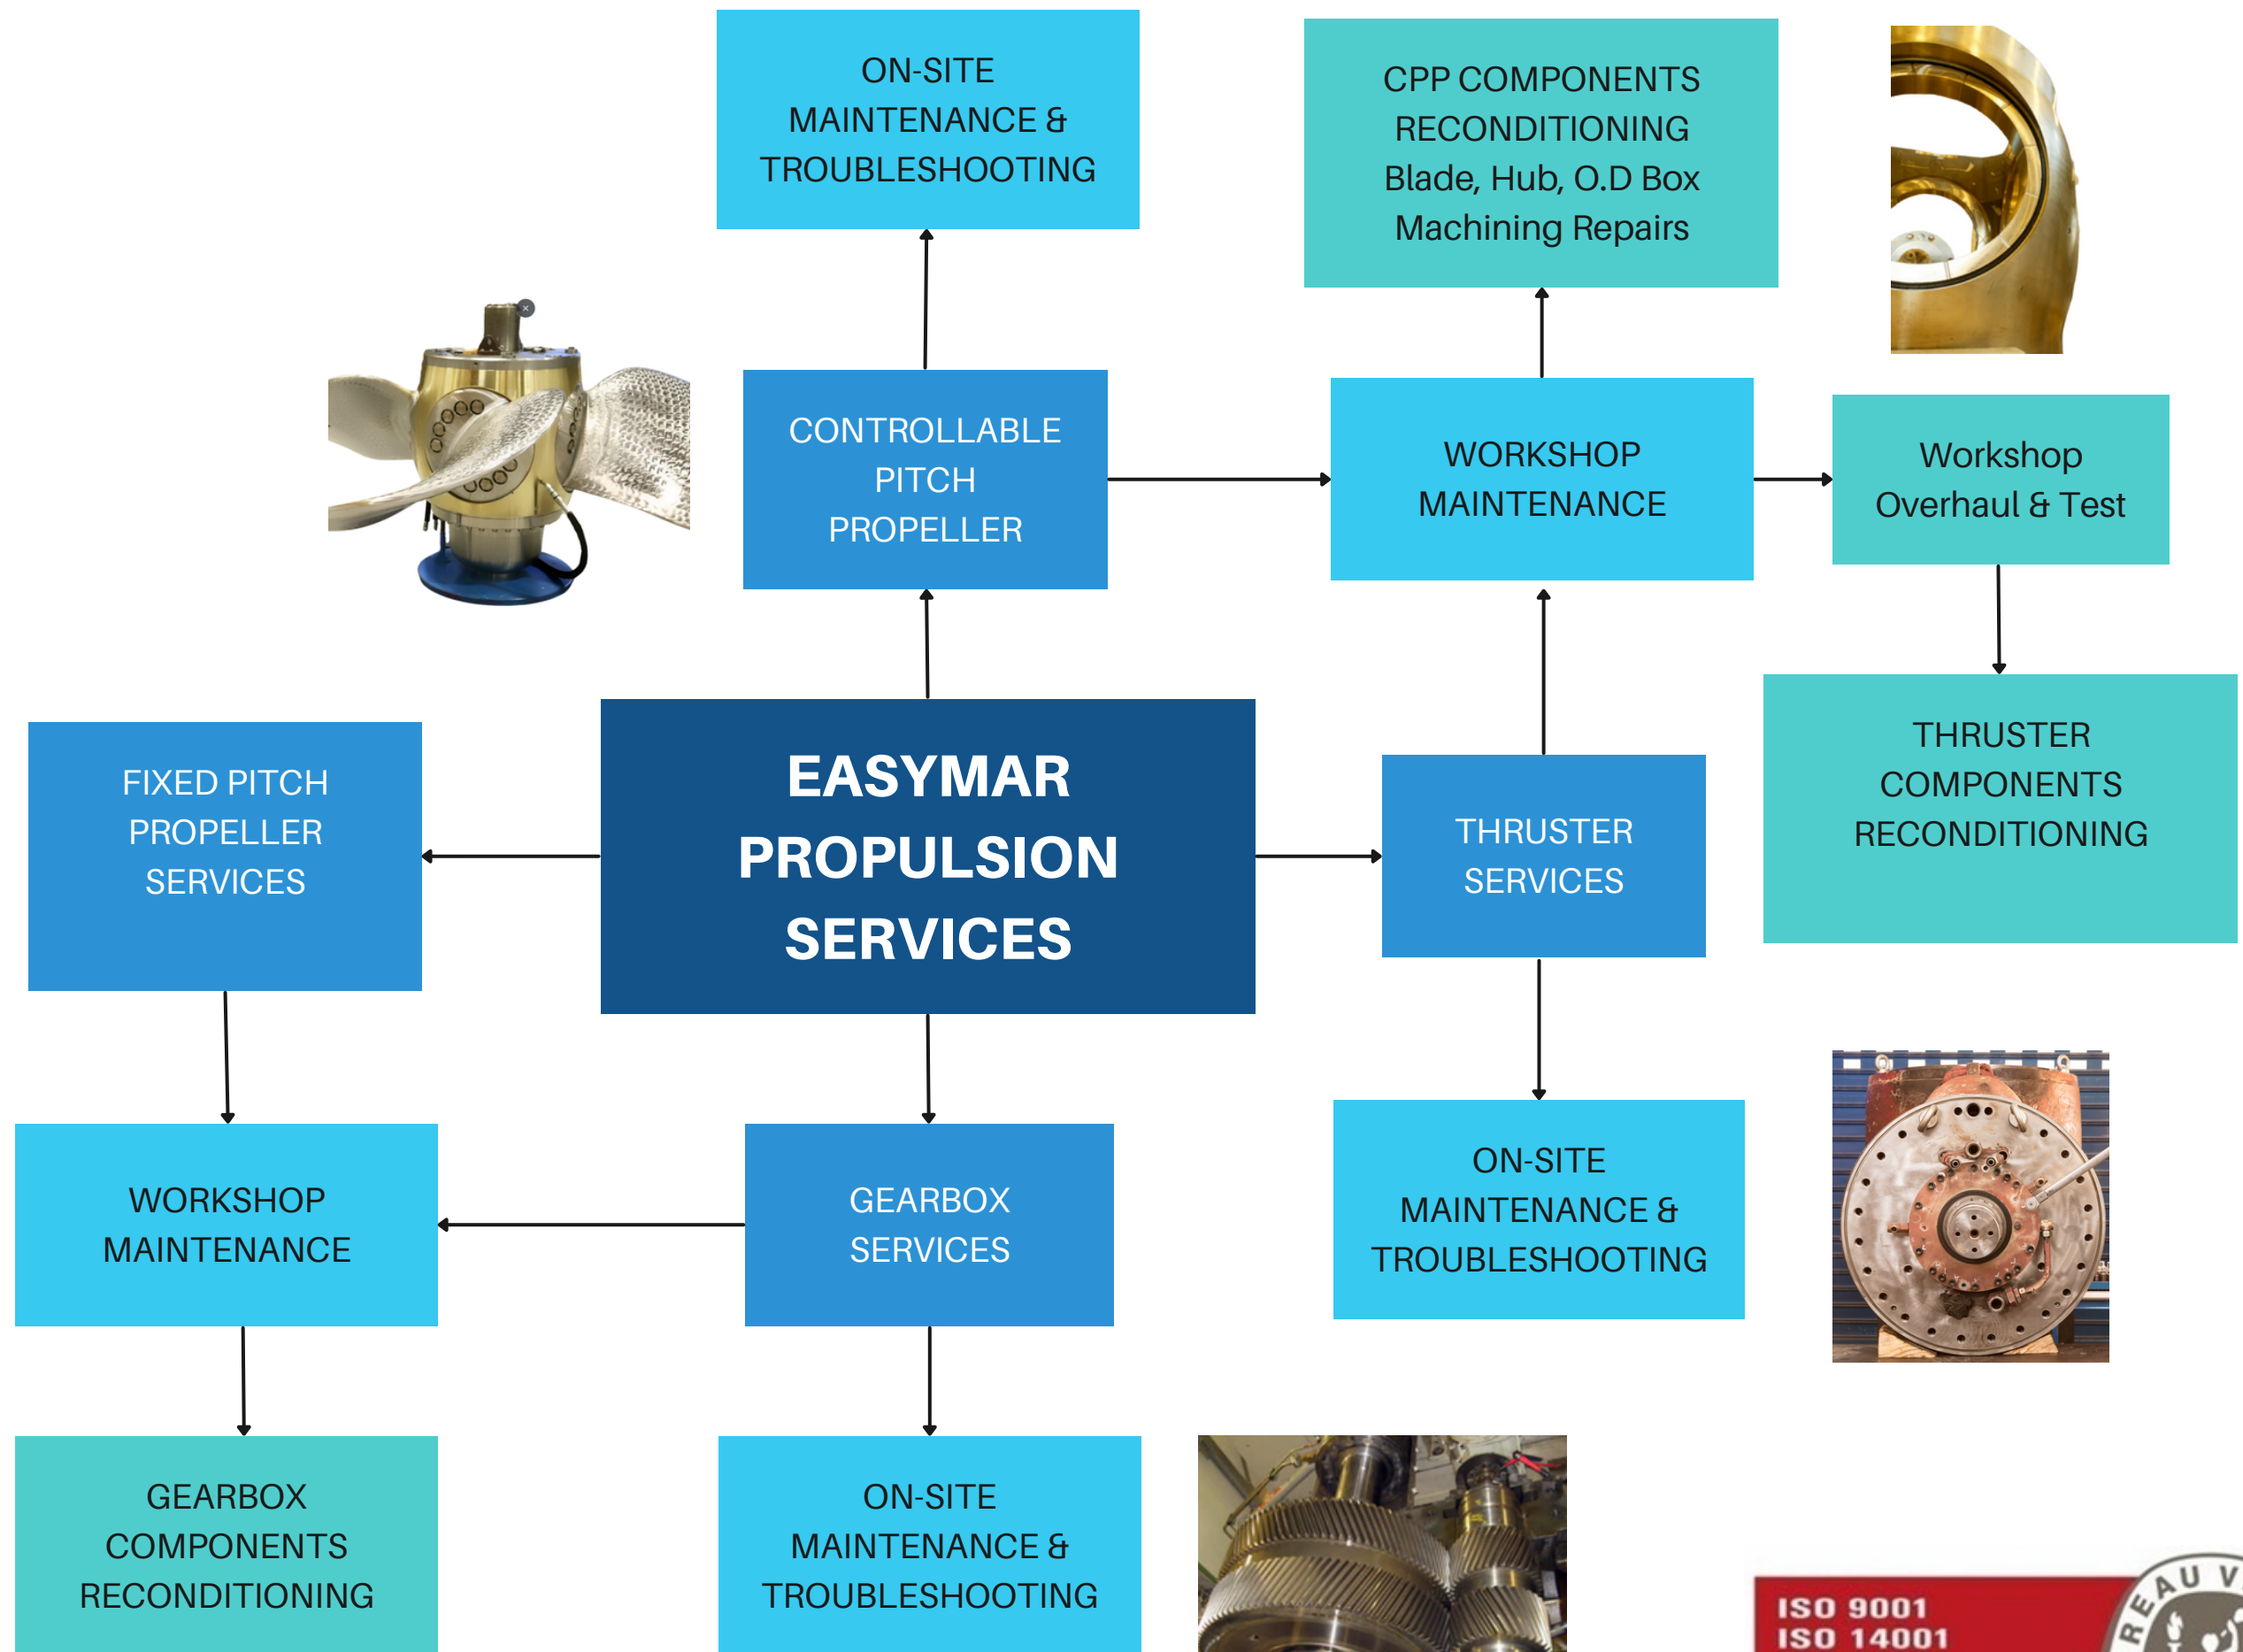 ON-SITE
MAINTENANCE &
TROUBLESHOOTING
CPP COMPONENTS
RECONDITIONING
Blade, Hub, O.D Box
Machining Repairs
CONTROLLABLE
PITCH
PROPELLER
WORKSHOP
MAINTENANCE
Workshop
Overhaul & Test
FIXED PITCH
PROPELLER
SERVICES
EASYMAR
PROPULSION
SERVICES
THRUSTER
SERVICES
THRUSTER
COMPONENTS
RECONDITIONING
WORKSHOP
MAINTENANCE
GEARBOX
SERVICES
ON-SITE
MAINTENANCE &
TROUBLESHOOTING
GEARBOX
COMPONENTS
RECONDITIONING
ON-SITE
MAINTENANCE &
TROUBLESHOOTING
ISO 9001
ISO 14001